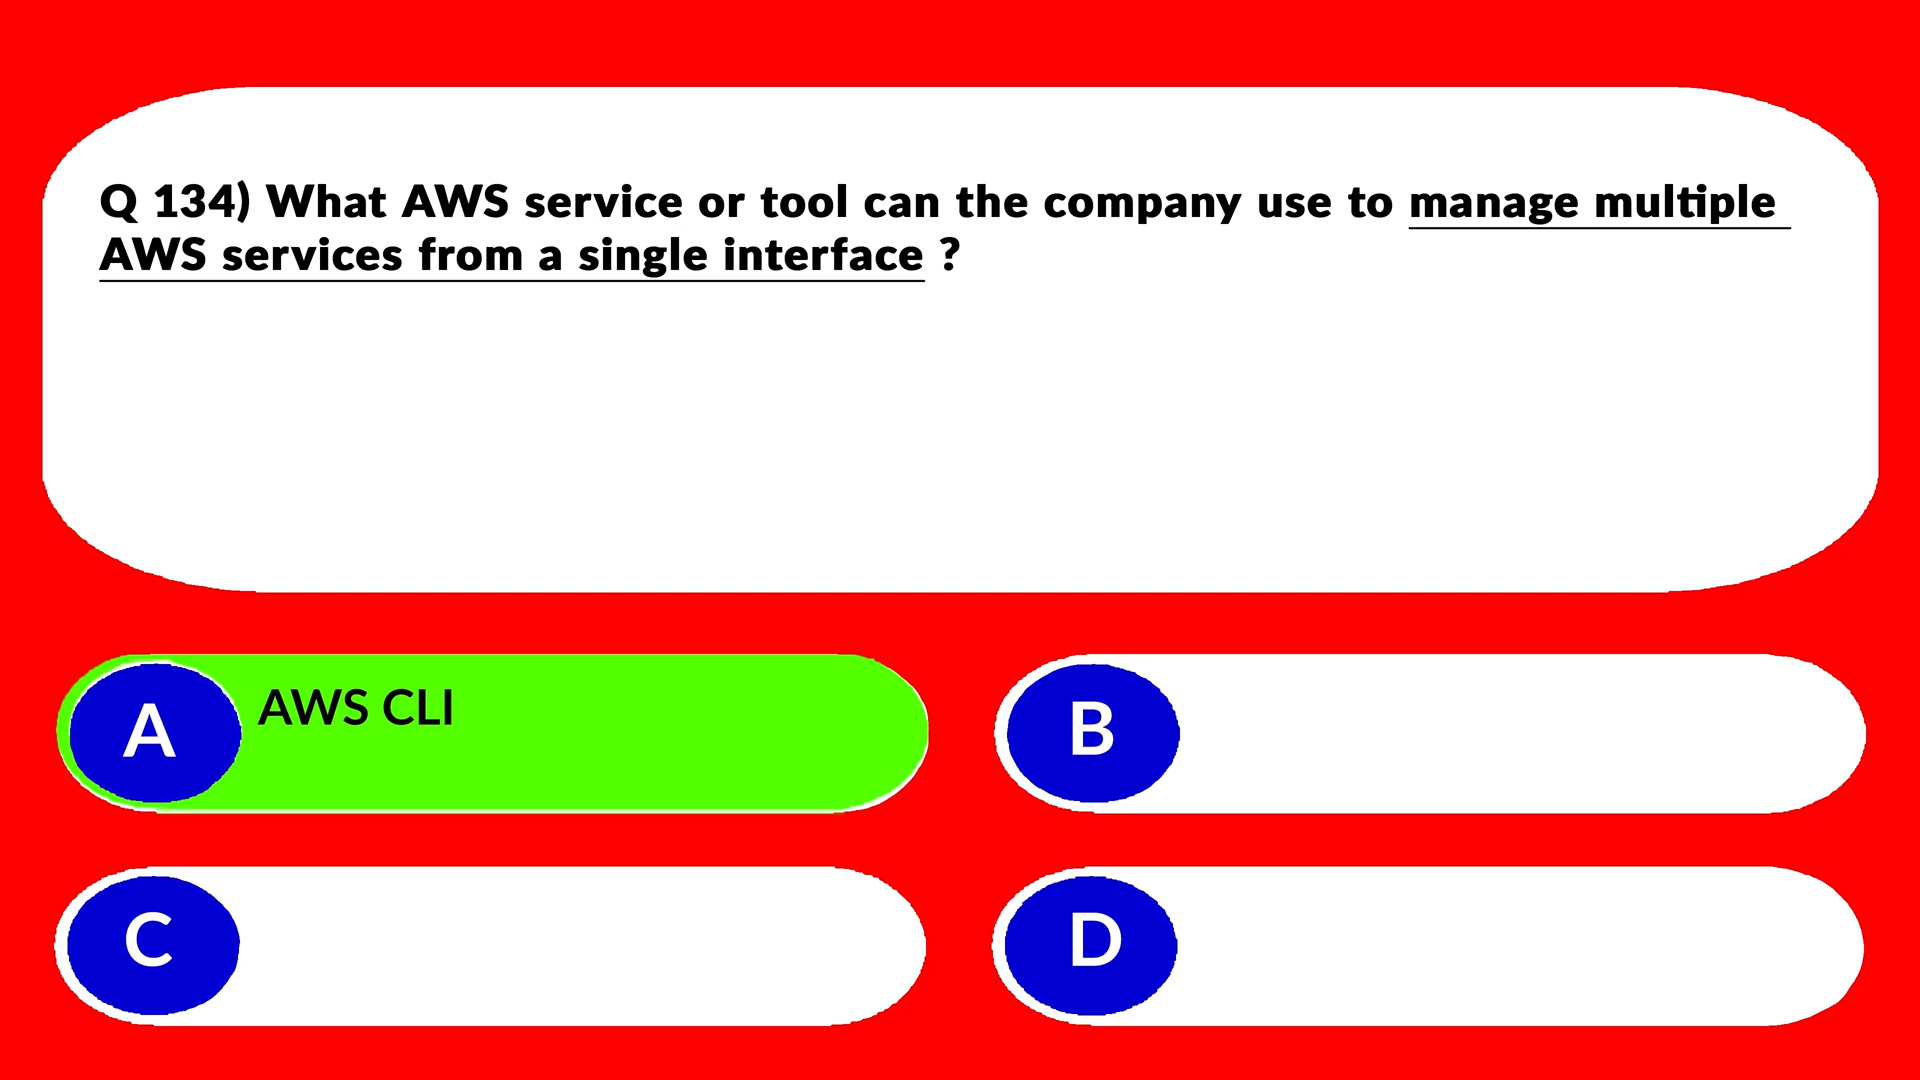 Q 134) What AWS service or tool can the company use to manage multiple
AWS services from a single interface ?
A AWS CLI
B
C
D